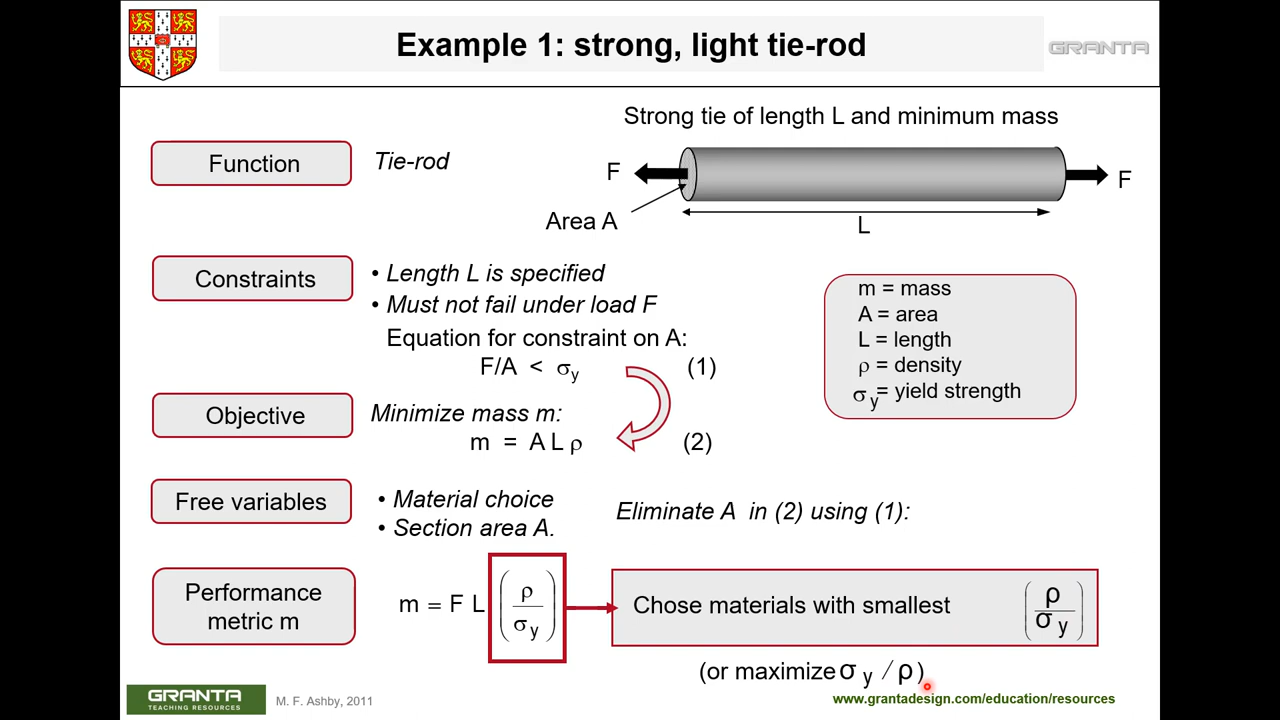 Example 1: strong, light tie-rod
GRANTA
Strong tie of length L and minimum mass
Function
Tie-rod
F
F
Area A
L
Constraints
• Length L is specified
• Must not fail under load F
Equation for constraint on A:
F/A < σy (1)
m = mass
A = area
L = length
ρ = density
σy = yield strength
Objective
Minimize mass m:
m = A L ρ (2)
Free variables
• Material choice
• Section area A.
Eliminate A in (2) using (1):
Performance
metric m
m = F L (ρ/σy)
Chose materials with smallest (ρ/σy)
(or maximize σy / ρ)
GRANTA
TEACHING RESOURCES
M. F. Ashby, 2011
www.grantadesign.com/education/resources